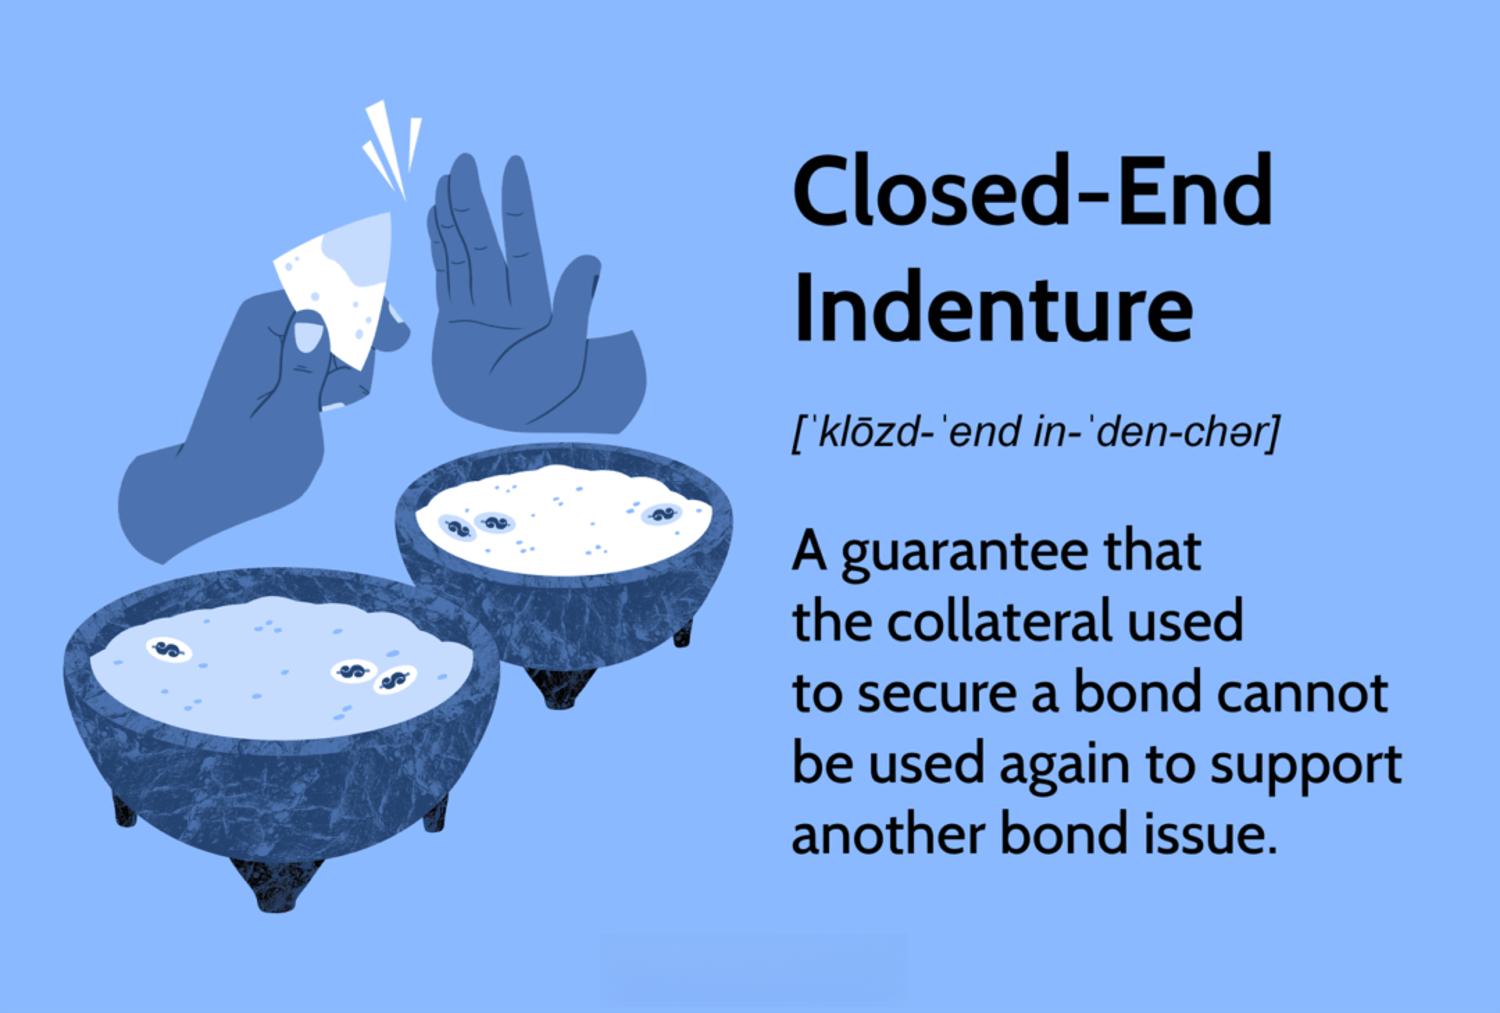 Closed-End
Indenture
[ˈklōzd-ˈend in-ˈden-chər]
A guarantee that
the collateral used
to secure a bond cannot
be used again to support
another bond issue.